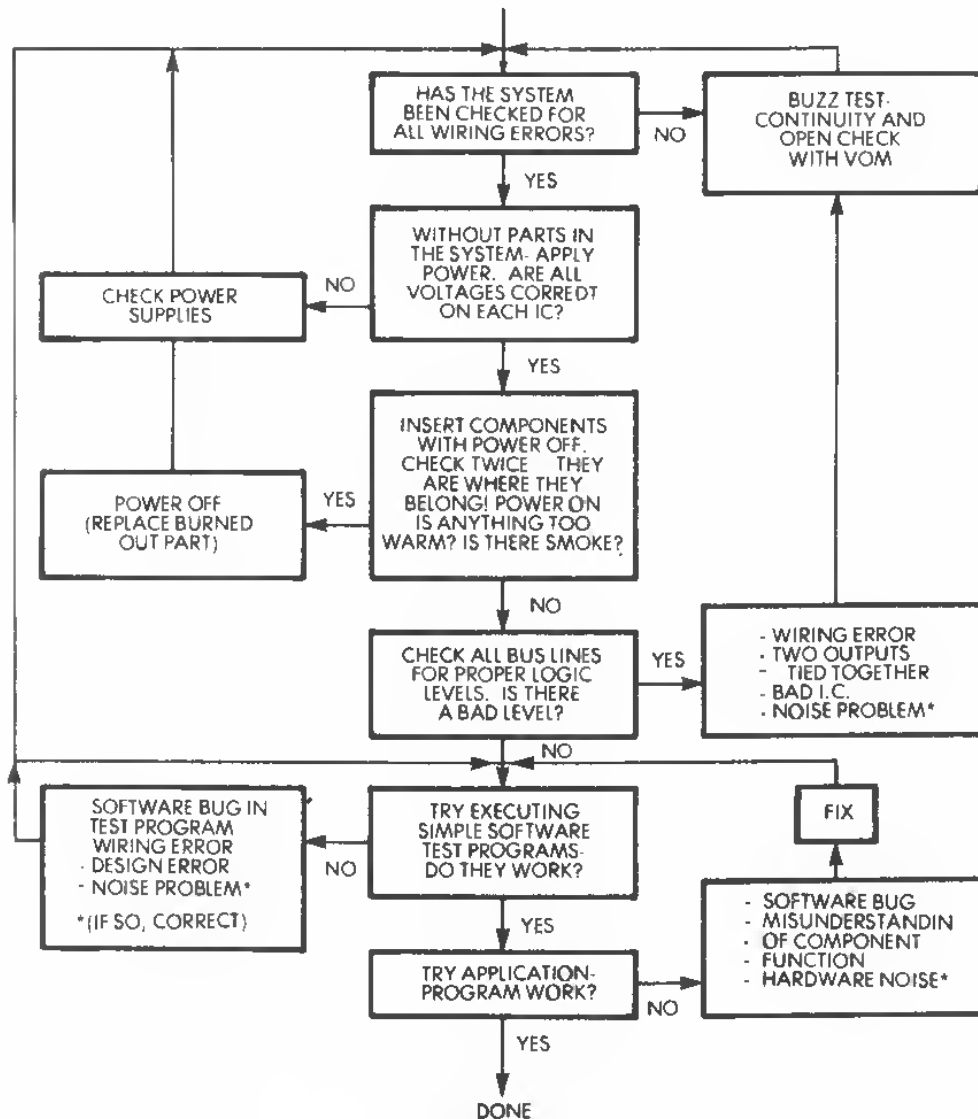 HAS THE SYSTEM
BEEN CHECKED FOR
ALL WIRING ERRORS?
NO
BUZZ TEST-
CONTINUITY AND
OPEN CHECK
WITH VOM
YES
WITHOUT PARTS IN
THE SYSTEM- APPLY
POWER. ARE ALL
VOLTAGES CORREDT
ON EACH IC?
NO
CHECK POWER
SUPPLIES
YES
INSERT COMPONENTS
WITH POWER OFF.
CHECK TWICE THEY
ARE WHERE THEY
BELONG! POWER ON
IS ANYTHING TOO
WARM? IS THERE SMOKE?
YES
POWER OFF
(REPLACE BURNED
OUT PART)
NO
CHECK ALL BUS LINES
FOR PROPER LOGIC
LEVELS. IS THERE
A BAD LEVEL?
YES
- WIRING ERROR
- TWO OUTPUTS
- TIED TOGETHER
- BAD I.C.
- NOISE PROBLEM*
NO
TRY EXECUTING
SIMPLE SOFTWARE
TEST PROGRAMS-
DO THEY WORK?
NO
SOFTWARE BUG IN
TEST PROGRAM
WIRING ERROR
- DESIGN ERROR
- NOISE PROBLEM*
*(IF SO, CORRECT)
FIX
YES
TRY APPLICATION-
PROGRAM WORK?
NO
- SOFTWARE BUG
- MISUNDERSTANDIN
- OF COMPONENT
- FUNCTION
- HARDWARE NOISE*
YES
DONE